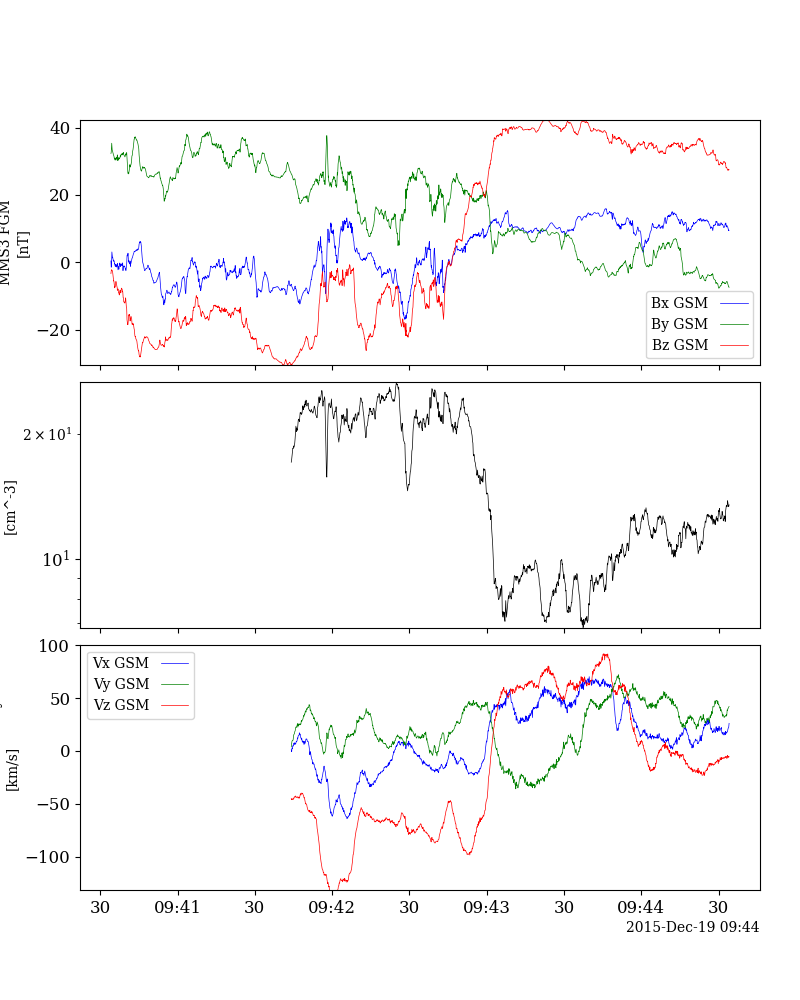 40
20
0
−20
MMS3 FGM
[nT]
Bx GSM
By GSM
Bz GSM
2 × 10¹
10¹
[cm^-3]
100
50
0
−50
−100
[km/s]
Vx GSM
Vy GSM
Vz GSM
30 09:41 30 09:42 30 09:43 30 09:44 30
2015-Dec-19 09:44